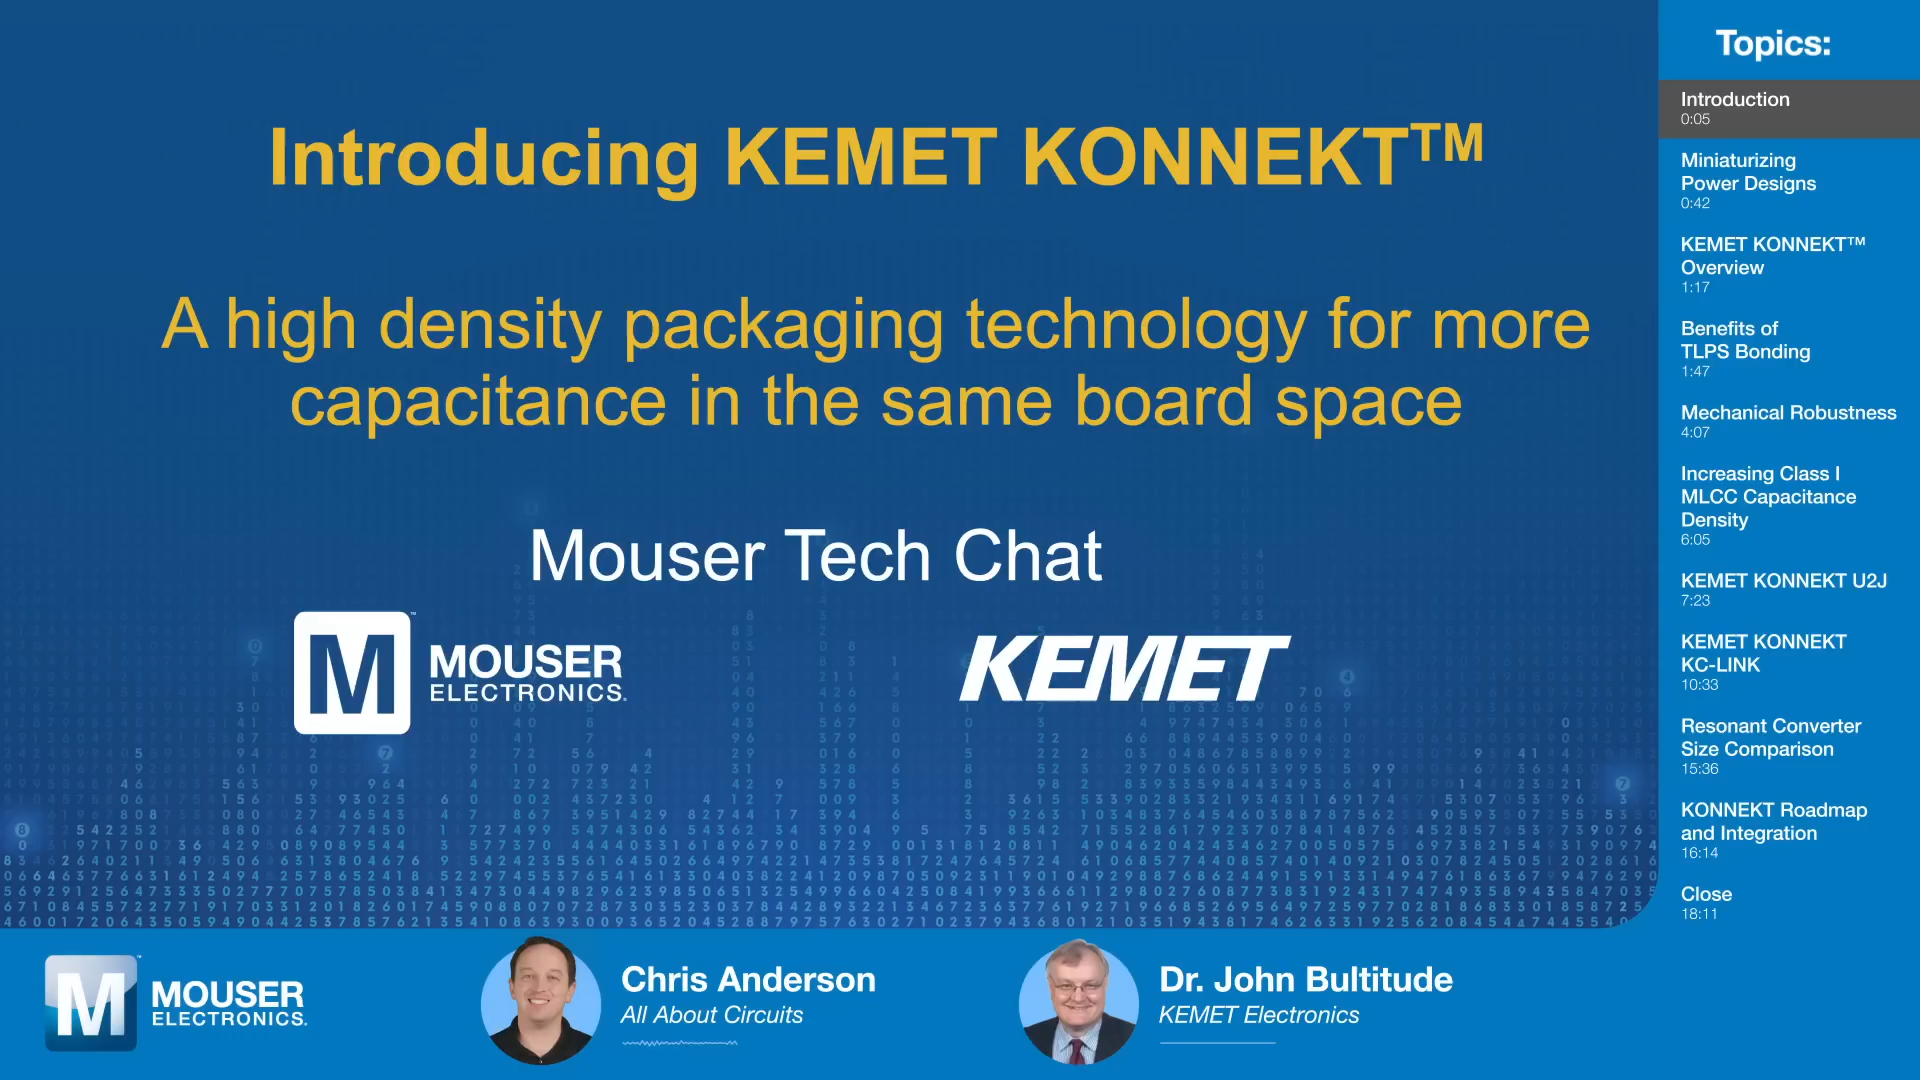 Introducing KEMET KONNEKT™
A high density packaging technology for more
capacitance in the same board space
Mouser Tech Chat
M
MOUSER
ELECTRONICS.
KEMET
Topics:
Introduction
0:05
Miniaturizing
Power Designs
0:42
KEMET KONNEKT™
Overview
1:17
Benefits of
TLPS Bonding
1:47
Mechanical Robustness
4:07
Increasing Class I
MLCC Capacitance
Density
6:05
KEMET KONNEKT U2J
7:23
KEMET KONNEKT
KC-LINK
10:33
Resonant Converter
Size Comparison
15:36
KONNEKT Roadmap
and Integration
16:14
Close
18:11
M
MOUSER
ELECTRONICS.
Chris Anderson
All About Circuits
Dr. John Bultitude
KEMET Electronics